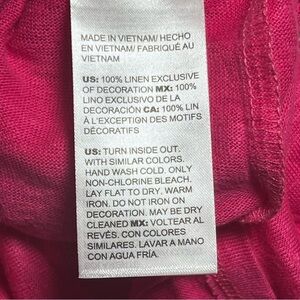 MADE IN VIETNAM/ HECHO
EN VIETNAM/ FABRIQUÉ AU
VIETNAM
US: 100% LINEN EXCLUSIVE
OF DECORATION MX: 100%
LINO EXCLUSIVO DE LA
DECORACIÓN CA: 100% LIN
À L'EXCEPTION DES MOTIFS
DÉCORATIFS
US: TURN INSIDE OUT.
WITH SIMILAR COLORS.
HAND WASH COLD. ONLY
NON-CHLORINE BLEACH.
LAY FLAT TO DRY. WARM
IRON. DO NOT IRON ON
DECORATION. MAY BE DRY
CLEANED MX: VOLTEAR AL
REVÉS. CON COLORES
SIMILARES. LAVAR A MANO
CON AGUA FRÍA.